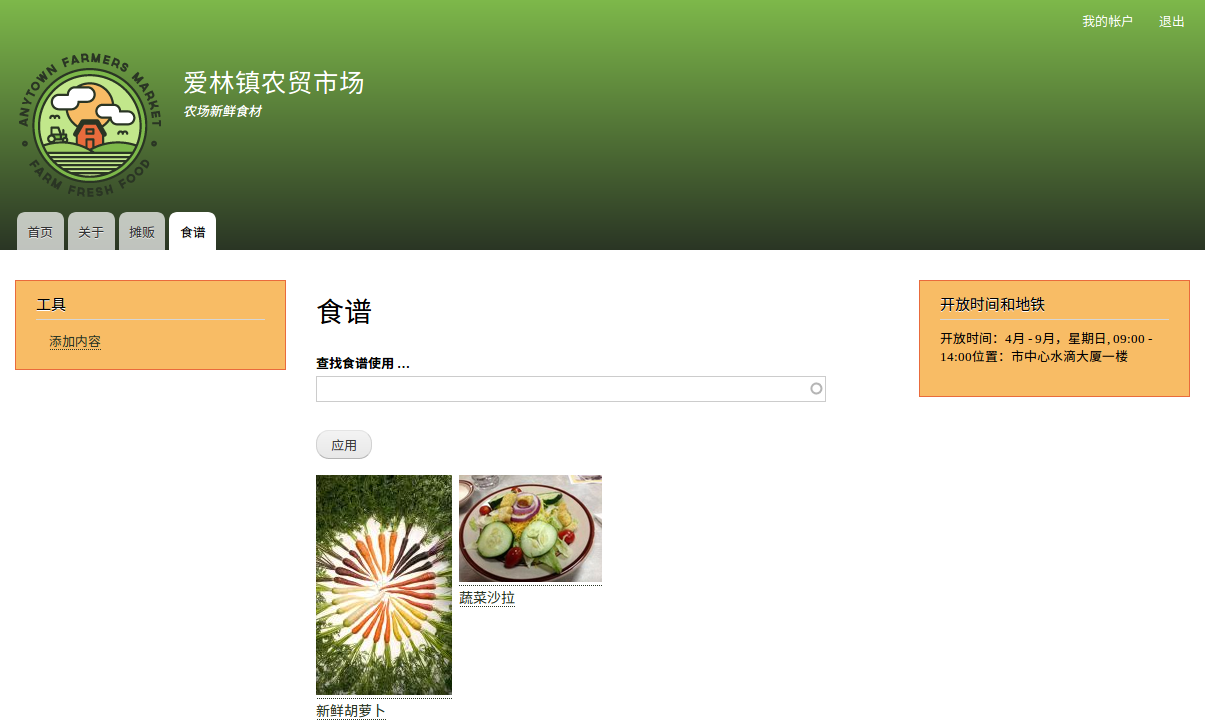 我的帐户 退出
ANYTOWN FARMERS MARKET
FARM FRESH FOOD
爱林镇农贸市场
农场新鲜食材
首页 关于 摊贩 食谱
工具
添加内容
食谱
查找食谱使用 …
应用
蔬菜沙拉
新鲜胡萝卜
开放时间和地铁
开放时间：4月 - 9月，星期日, 09:00 -
14:00位置：市中心水滴大厦一楼